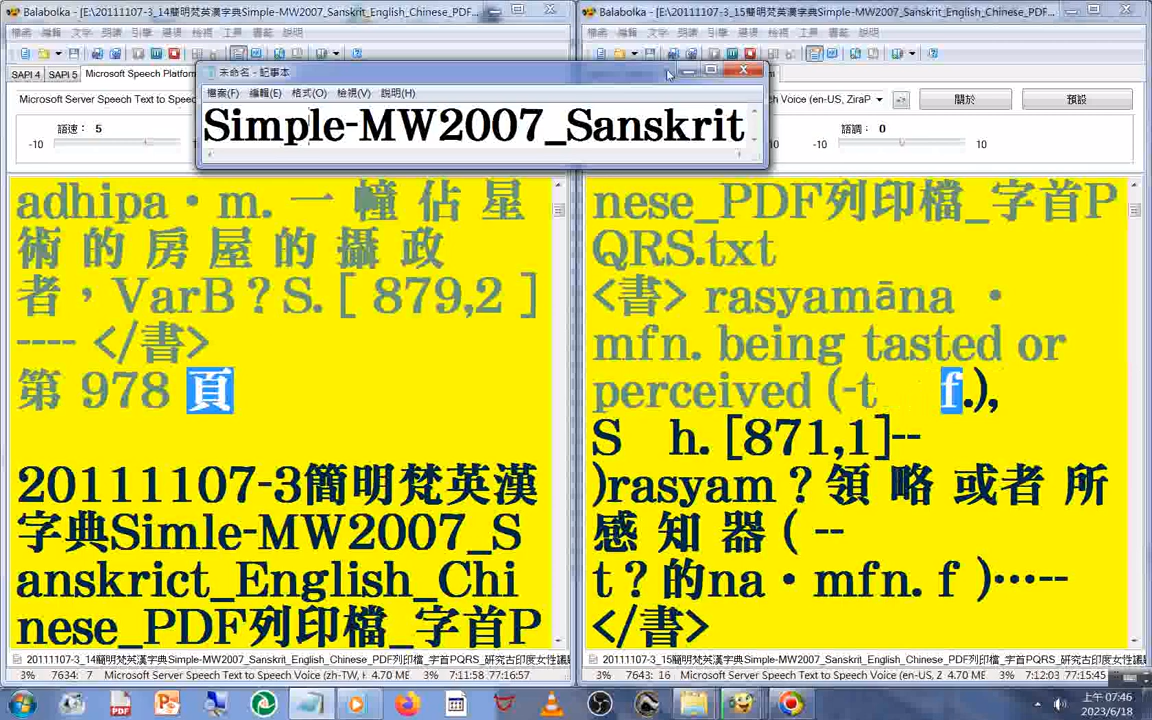 Balabolka - [E:\20111107-3_14簡明梵英漢字典Simple-MW2007_Sanskrit_English_Chinese_PDF...
Balabolka - [E:\20111107-3_15簡明梵英漢字典Simple-MW2007_Sanskrit_English_Chinese_PDF...
SAPI 4 SAPI 5 Microsoft Speech Platform
未命名 - 記事本
檔案(F) 編輯(E) 格式(O) 檢視(V) 說明(H)
Simple-MW2007_Sanskrit
Microsoft Server Speech Text to Spee
Voice (en-US, ZiraP
關於
預設
語速： 5
-10
語調： 0
-10 10
adhipa・m. 一 幢 佔 星
術 的 房 屋 的 攝 政
者，VarB？S.[ 879,2 ]
---- </書>
第 978 頁
20111107-3簡明梵英漢
字典Simle-MW2007_S
anskrict_English_Chi
nese_PDF列印檔_字首P
nese_PDF列印檔_字首P
QRS.txt
<書> rasyamāna ・
mfn. being tasted or
perceived (-t f.),
S h. [871,1]--
)rasyam？領 略 或者 所
感 知 器 ( --
t？的na・mfn. f )…--
</書>
20111107-3_14簡明梵英漢字典Simple-MW2007_Sanskrit_English_Chinese_PDF列印檔_字首PQRS_研究古印度女性議
20111107-3_15簡明梵英漢字典Simple-MW2007_Sanskrit_English_Chinese_PDF列印檔_字首PQRS_研究古印度女性議
3% 7634: 7 Microsoft Server Speech Text to Speech Voice (zh-TW, H 4.70 ME 3% 7:11:58/77:16:57
3% 7643: 16 Microsoft Server Speech Text to Speech Voice (en-US, Z 4.70 ME 3% 7:12:03/77:15:45
上午 07:46
2023/6/18